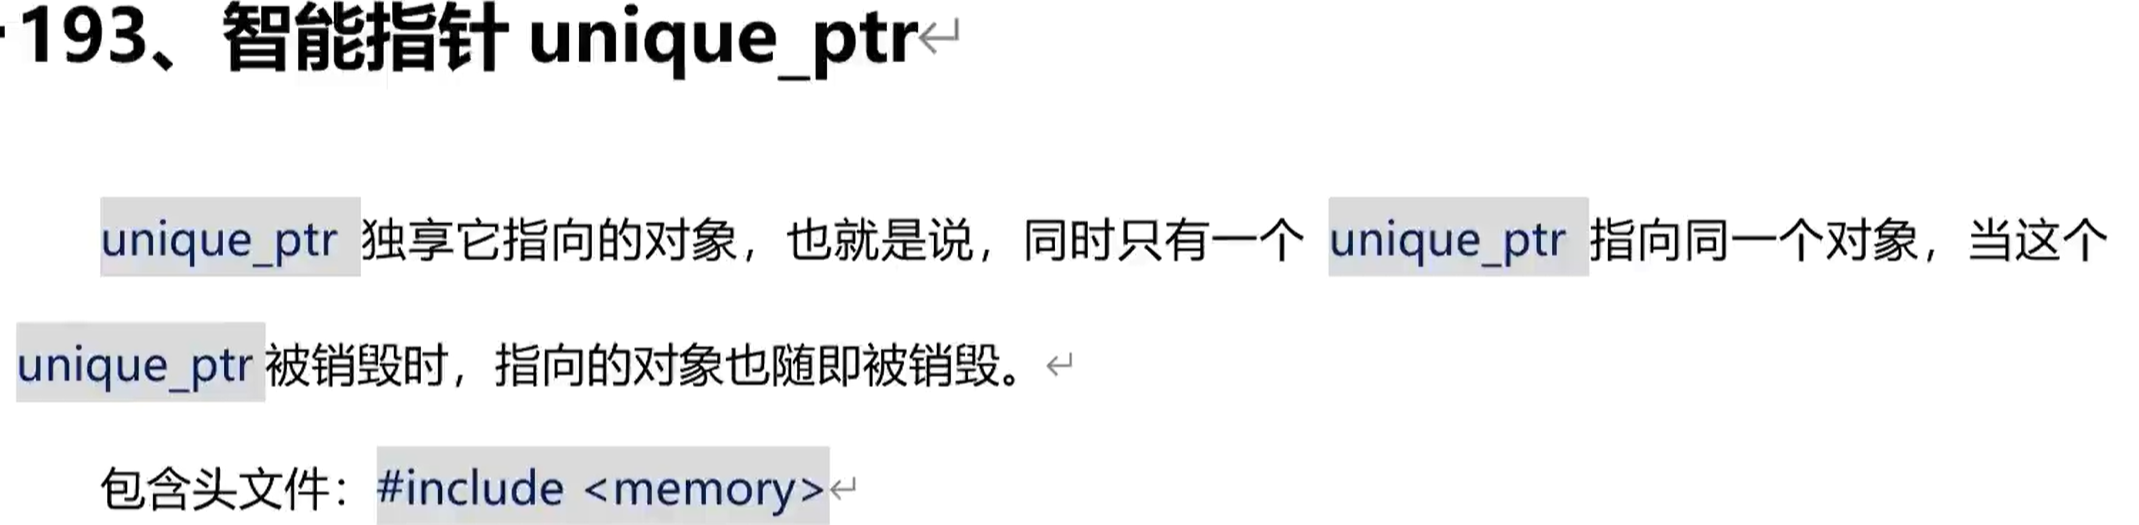 193、智能指针 unique_ptr
unique_ptr 独享它指向的对象，也就是说，同时只有一个 unique_ptr 指向同一个对象，当这个
unique_ptr 被销毁时，指向的对象也随即被销毁。
包含头文件：#include <memory>